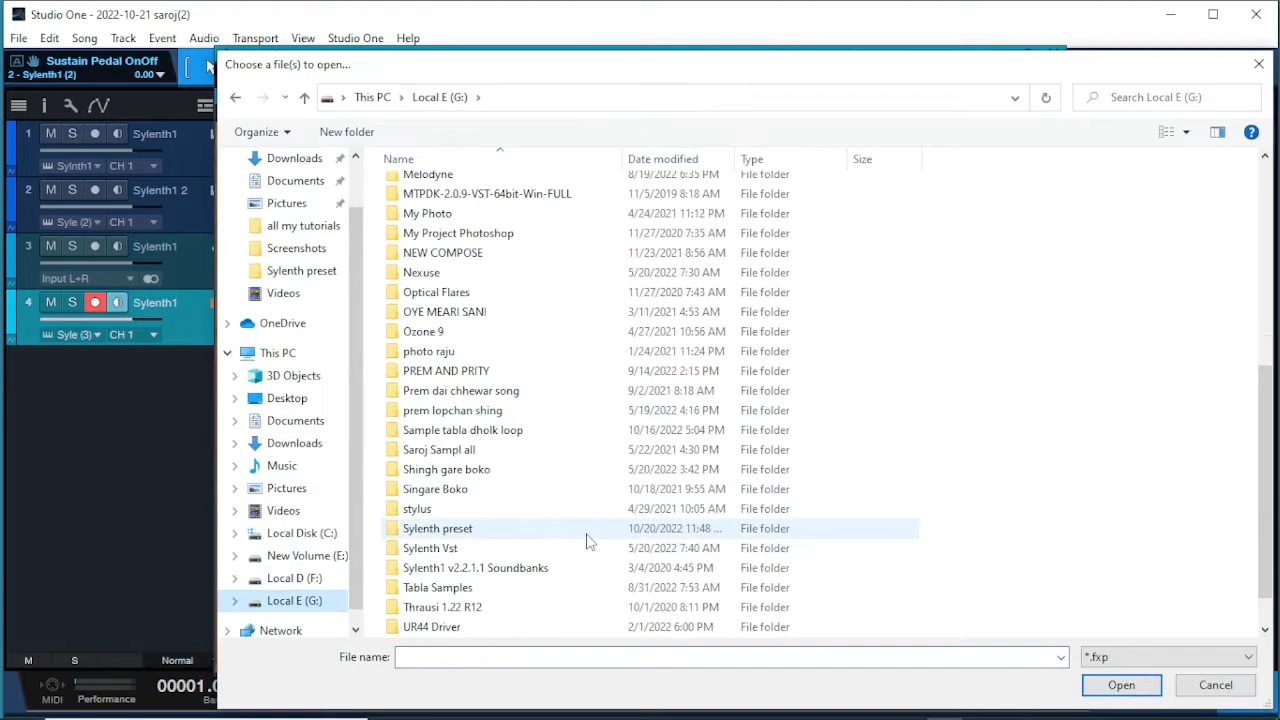 Studio One - 2022-10-21 saroj(2)
File Edit Song Track Event Audio Transport View Studio One Help
Sustain Pedal OnOff
2 - Sylenth1 (2) 0.00
Choose a file(s) to open...
This PC > Local E (G:) >
Search Local E (G:)
Organize New folder
1 M S Sylenth1
Sylnth1 CH 1
2 M S Sylenth1 2
Syle (2) CH 1
3 M S Sylenth1
Input L+R
4 M S Sylenth1
Syle (3) CH 1
M S Normal
MIDI Performance 00001.0
Downloads
Documents
Pictures
all my tutorials
Screenshots
Sylenth preset
Videos
OneDrive
This PC
3D Objects
Desktop
Documents
Downloads
Music
Pictures
Videos
Local Disk (C:)
New Volume (E:)
Local D (F:)
Local E (G:)
Network
Name Date modified Type Size
Melodyne 8/19/2022 6:35 PM File folder
MTPDK-2.0.9-VST-64bit-Win-FULL 11/5/2019 8:18 AM File folder
My Photo 4/24/2021 11:12 PM File folder
My Project Photoshop 11/27/2020 7:35 AM File folder
NEW COMPOSE 11/23/2021 8:56 AM File folder
Nexuse 5/20/2022 7:30 AM File folder
Optical Flares 11/27/2020 7:43 AM File folder
OYE MEARI SANI 3/11/2021 4:53 AM File folder
Ozone 9 4/27/2021 10:56 AM File folder
photo raju 1/24/2021 11:24 PM File folder
PREM AND PRITY 9/14/2022 2:15 PM File folder
Prem dai chhewar song 9/2/2021 8:18 AM File folder
prem lopchan shing 5/19/2022 4:16 PM File folder
Sample tabla dholk loop 10/16/2022 5:04 PM File folder
Saroj Sampl all 5/22/2021 4:30 PM File folder
Shingh gare boko 5/20/2022 3:42 PM File folder
Singare Boko 10/18/2021 9:55 AM File folder
stylus 4/29/2021 10:05 AM File folder
Sylenth preset 10/20/2022 11:48 ... File folder
Sylenth Vst 5/20/2022 7:40 AM File folder
Sylenth1 v2.2.1.1 Soundbanks 3/4/2020 4:45 PM File folder
Tabla Samples 8/31/2022 7:53 AM File folder
Thrausi 1.22 R12 10/1/2020 8:11 PM File folder
UR44 Driver 2/1/2022 6:00 PM File folder
File name: *.fxp
Open Cancel